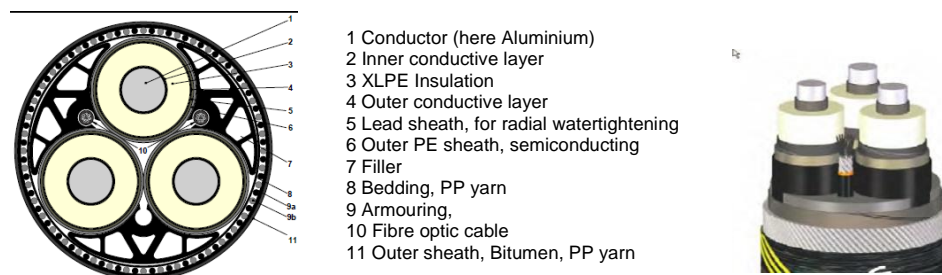 1
2
3
4
5
6
7
8
9a
9b
11
10
1 Conductor (here Aluminium)
2 Inner conductive layer
3 XLPE Insulation
4 Outer conductive layer
5 Lead sheath, for radial watertightening
6 Outer PE sheath, semiconducting
7 Filler
8 Bedding, PP yarn
9 Armouring,
10 Fibre optic cable
11 Outer sheath, Bitumen, PP yarn